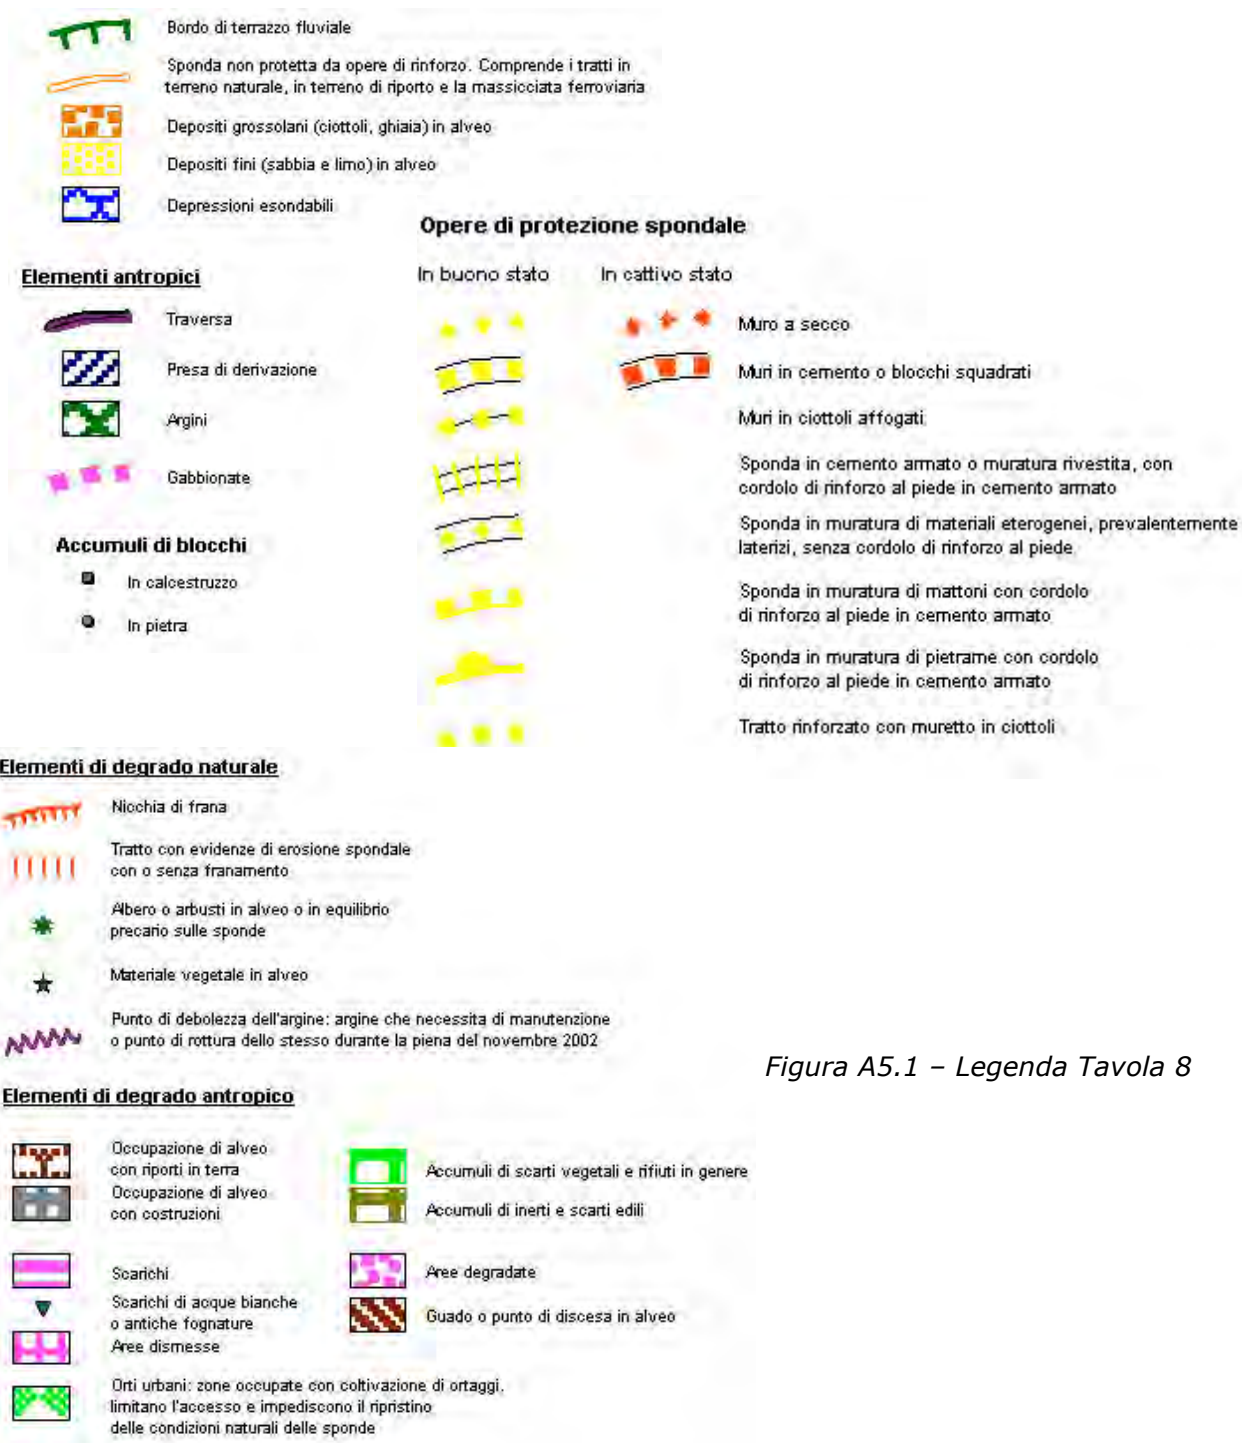 Bordo di terrazzo fluviale
Sponda non protetta da opere di rinforzo. Comprende i tratti in
terreno naturale, in terreno di riporto e la massicciata ferroviaria
Depositi grossolani (ciottoli, ghiaia) in alveo
Depositi fini (sabbia e limo) in alveo
Depressioni esondabili
Elementi antropici
Traversa
Presa di derivazione
Argini
Gabbionate
Accumuli di blocchi
In calcestruzzo
In pietra
Opere di protezione spondale
In buono stato
In cattivo stato
Muro a secco
Muri in cemento o blocchi squadrati
Muri in ciottoli affogati
Sponda in cemento armato o muratura rivestita, con
cordolo di rinforzo al piede in cemento armato
Sponda in muratura di materiali eterogenei, prevalentemente
laterizi, senza cordolo di rinforzo al piede
Sponda in muratura di mattoni con cordolo
di rinforzo al piede in cemento armato
Sponda in muratura di pietrame con cordolo
di rinforzo al piede in cemento armato
Tratto rinforzato con muretto in ciottoli
Elementi di degrado naturale
Nicchia di frana
Tratto con evidenze di erosione spondale
con o senza franamento
Albero o arbusti in alveo o in equilibrio
precario sulle sponde
Materiale vegetale in alveo
Punto di debolezza dell'argine: argine che necessita di manutenzione
o punto di rottura dello stesso durante la piena del novembre 2002
Figura A5.1 – Legenda Tavola 8
Elementi di degrado antropico
Occupazione di alveo
con riporti in terra
Occupazione di alveo
con costruzioni
Scarichi
Scarichi di acque bianche
o antiche fognature
Aree dismesse
Orti urbani: zone occupate con coltivazione di ortaggi,
limitano l'accesso e impediscono il ripristino
delle condizioni naturali delle sponde
Accumuli di scarti vegetali e rifiuti in genere
Accumuli di inerti e scarti edili
Aree degradate
Guado o punto di discesa in alveo